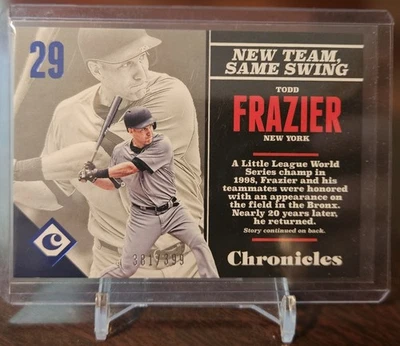 29
NEW TEAM,
SAME SWING
TODD
FRAZIER
NEW YORK
A Little League World
Series champ in
1998, Frazier and his
teammates were honored
with an appearance on
the field in the Bronx.
Nearly 20 years later,
he returned.
Story continued on back.
Chronicles
381/399